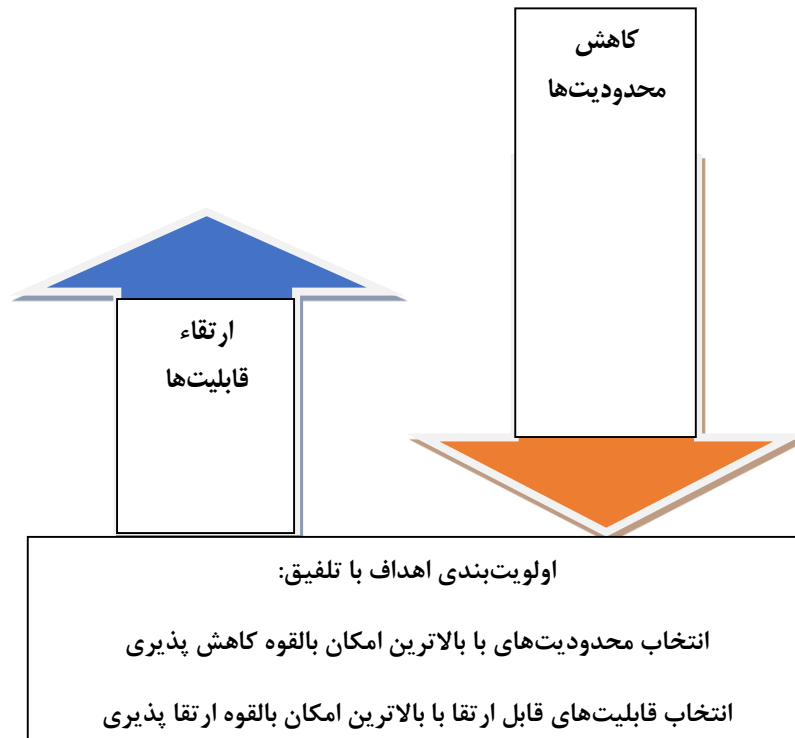 کاهش
محدودیت‌ها
ارتقاء
قابلیت‌ها
اولویت‌بندی اهداف با تلفیق:
انتخاب محدودیت‌های با بالاترین امکان بالقوه کاهش پذیری
انتخاب قابلیت‌های قابل ارتقا با بالاترین امکان بالقوه ارتقا پذیری